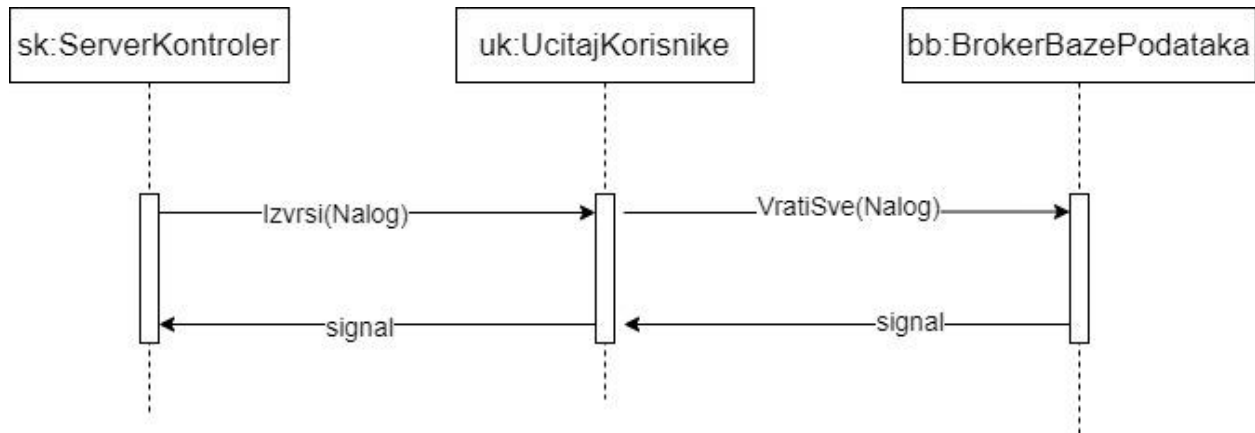 sk:ServerKontroler
uk:UcitajKorisnike
bb:BrokerBazePodataka
Izvrsi(Nalog)
VratiSve(Nalog)
signal
signal